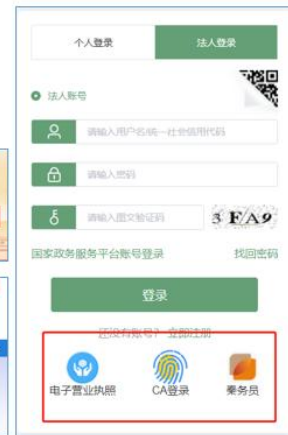 个人登录
法人登录
法人账号
请输入用户名/统一社会信用代码
请输入密码
请输入图文验证码
3 FA9
国家政务服务平台账号登录
找回密码
登录
还没有账号? 立即注册
电子营业执照
CA登录
秦务员